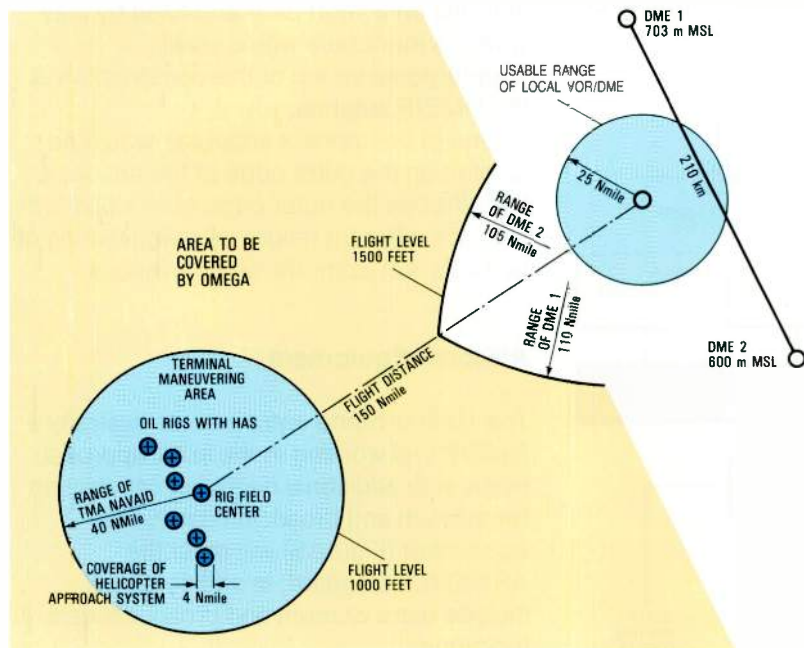 DME 1
703 m MSL
USABLE RANGE
OF LOCAL VOR/DME
25 Nmile
210 km
RANGE
OF DME 2
105 Nmile
AREA TO BE
COVERED
BY OMEGA
FLIGHT LEVEL
1500 FEET
RANGE
OF DME 1
110 Nmile
DME 2
600 m MSL
FLIGHT DISTANCE
150 Nmile
TERMINAL
MANEUVERING
AREA
OIL RIGS WITH HAS
RANGE OF
TMA NAVAID
40 NMile
RIG FIELD
CENTER
COVERAGE OF
HELICOPTER
APPROACH SYSTEM
4 Nmile
FLIGHT LEVEL
1000 FEET